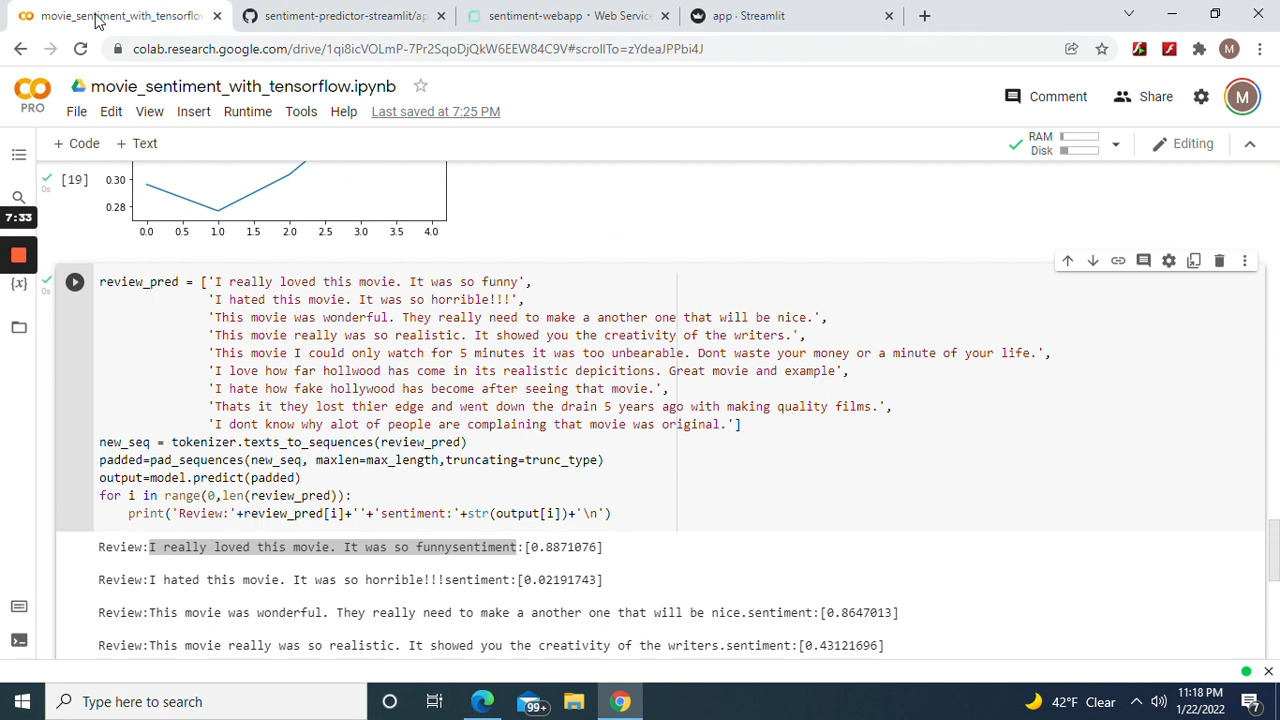 movie_sentiment_with_tensorflow
sentiment-predictor-streamlit/ap
sentiment-webapp · Web Service
app · Streamlit
colab.research.google.com/drive/1qi8icVOLmP-7Pr2SqoDjQkW6EEW84C9V#scrollTo=zYdeaJPPbi4J
M
PRO
movie_sentiment_with_tensorflow.ipynb
File Edit View Insert Runtime Tools Help Last saved at 7:25 PM
Comment
Share
M
+ Code + Text
RAM
Disk
Editing
0s
[19]
0.30
0.28
0.0 0.5 1.0 1.5 2.0 2.5 3.0 3.5 4.0
7:33
{x}
0s
review_pred = ['I really loved this movie. It was so funny',
'I hated this movie. It was so horrible!!!',
'This movie was wonderful. They really need to make a another one that will be nice.',
'This movie really was so realistic. It showed you the creativity of the writers.',
'This movie I could only watch for 5 minutes it was too unbearable. Dont waste your money or a minute of your life.',
'I love how far hollwood has come in its realistic depicitions. Great movie and example',
'I hate how fake hollywood has become after seeing that movie.',
'Thats it they lost thier edge and went down the drain 5 years ago with making quality films.',
'I dont know why alot of people are complaining that movie was original.']
new_seq = tokenizer.texts_to_sequences(review_pred)
padded=pad_sequences(new_seq, maxlen=max_length,truncating=trunc_type)
output=model.predict(padded)
for i in range(0,len(review_pred)):
print('Review:'+review_pred[i]+''+'sentiment:'+str(output[i])+'\n')
Review:I really loved this movie. It was so funnysentiment:[0.8871076]
Review:I hated this movie. It was so horrible!!!sentiment:[0.02191743]
Review:This movie was wonderful. They really need to make a another one that will be nice.sentiment:[0.8647013]
Review:This movie really was so realistic. It showed you the creativity of the writers.sentiment:[0.43121696]
Type here to search
99+
42°F Clear
11:18 PM
1/22/2022
7